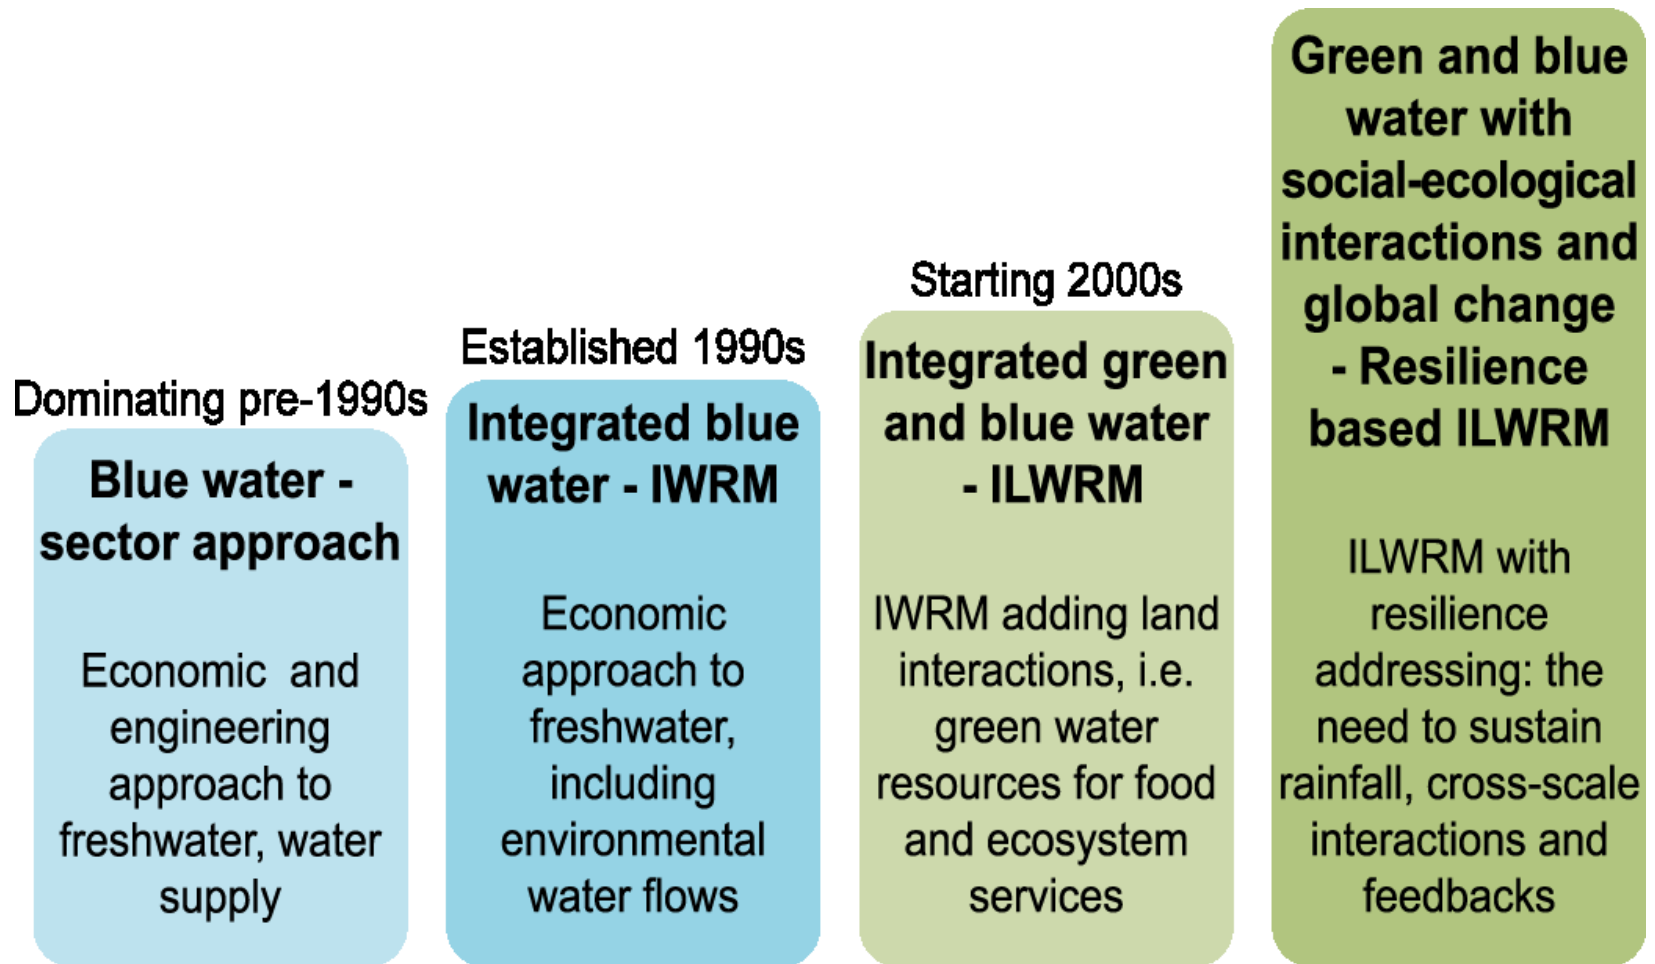 Dominating pre-1990s
Blue water -
sector approach
Economic and
engineering
approach to
freshwater, water
supply
Established 1990s
Integrated blue
water - IWRM
Economic
approach to
freshwater,
including
environmental
water flows
Starting 2000s
Integrated green
and blue water
- ILWRM
IWRM adding land
interactions, i.e.
green water
resources for food
and ecosystem
services
Green and blue
water with
social-ecological
interactions and
global change
- Resilience
based ILWRM
ILWRM with
resilience
addressing: the
need to sustain
rainfall, cross-scale
interactions and
feedbacks